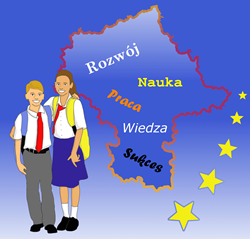 Rozwój
Nauka
Praca
Wiedza
Sukces